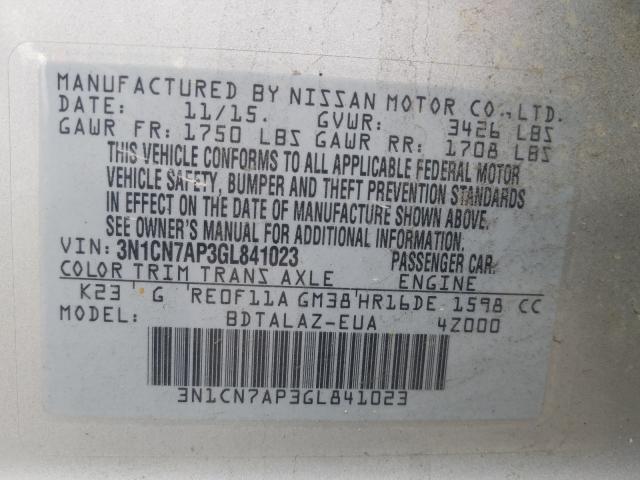 MANUFACTURED BY NISSAN MOTOR CO., LTD.
DATE: 11/15. GVWR: 3426 LBS
GAWR FR: 1750 LBS GAWR RR: 1708 LBS
THIS VEHICLE CONFORMS TO ALL APPLICABLE FEDERAL MOTOR
VEHICLE SAFETY, BUMPER AND THEFT PREVENTION STANDARDS
IN EFFECT ON THE DATE OF MANUFACTURE SHOWN ABOVE.
SEE OWNER'S MANUAL FOR ADDITIONAL INFORMATION.
VIN: 3N1CN7AP3GL841023 PASSENGER CAR.
COLOR TRIM TRANS AXLE ENGINE
K23 G RE0F11A GM38 HR16DE 1598 CC
MODEL: BDTALAZ-EUA 4Z000
3N1CN7AP3GL841023